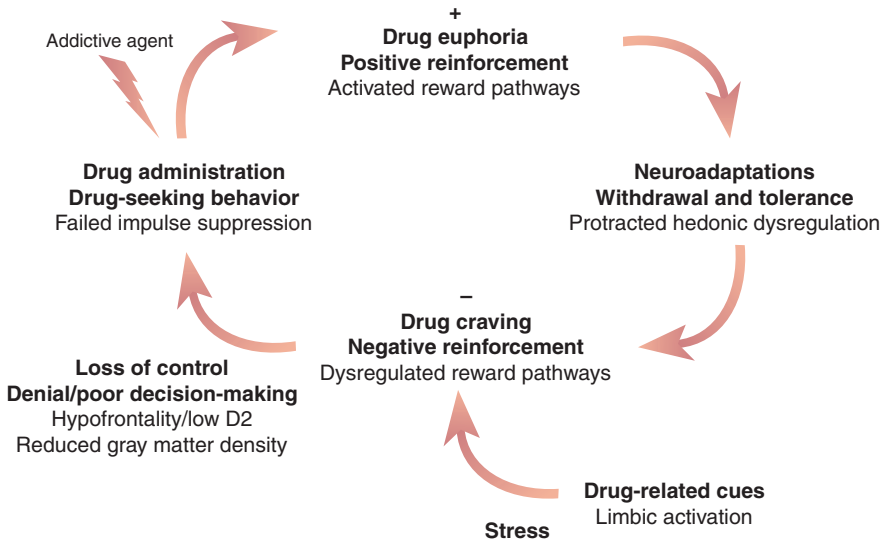 Addictive agent
+
Drug euphoria
Positive reinforcement
Activated reward pathways
Drug administration
Drug-seeking behavior
Failed impulse suppression
Neuroadaptations
Withdrawal and tolerance
Protracted hedonic dysregulation
–
Drug craving
Negative reinforcement
Dysregulated reward pathways
Loss of control
Denial/poor decision-making
Hypofrontality/low D2
Reduced gray matter density
Drug-related cues
Limbic activation
Stress